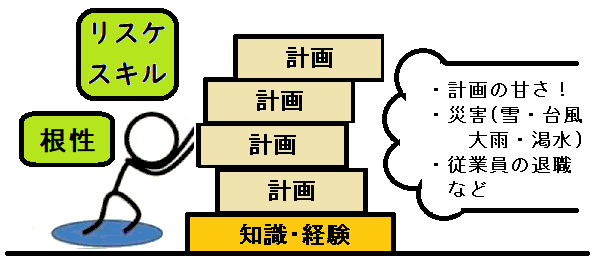 リスケ
スキル
根性
計画
計画
計画
計画
知識・経験
・計画の甘さ！
・災害（雪・台風
大雨・渇水）
・従業員の退職
など